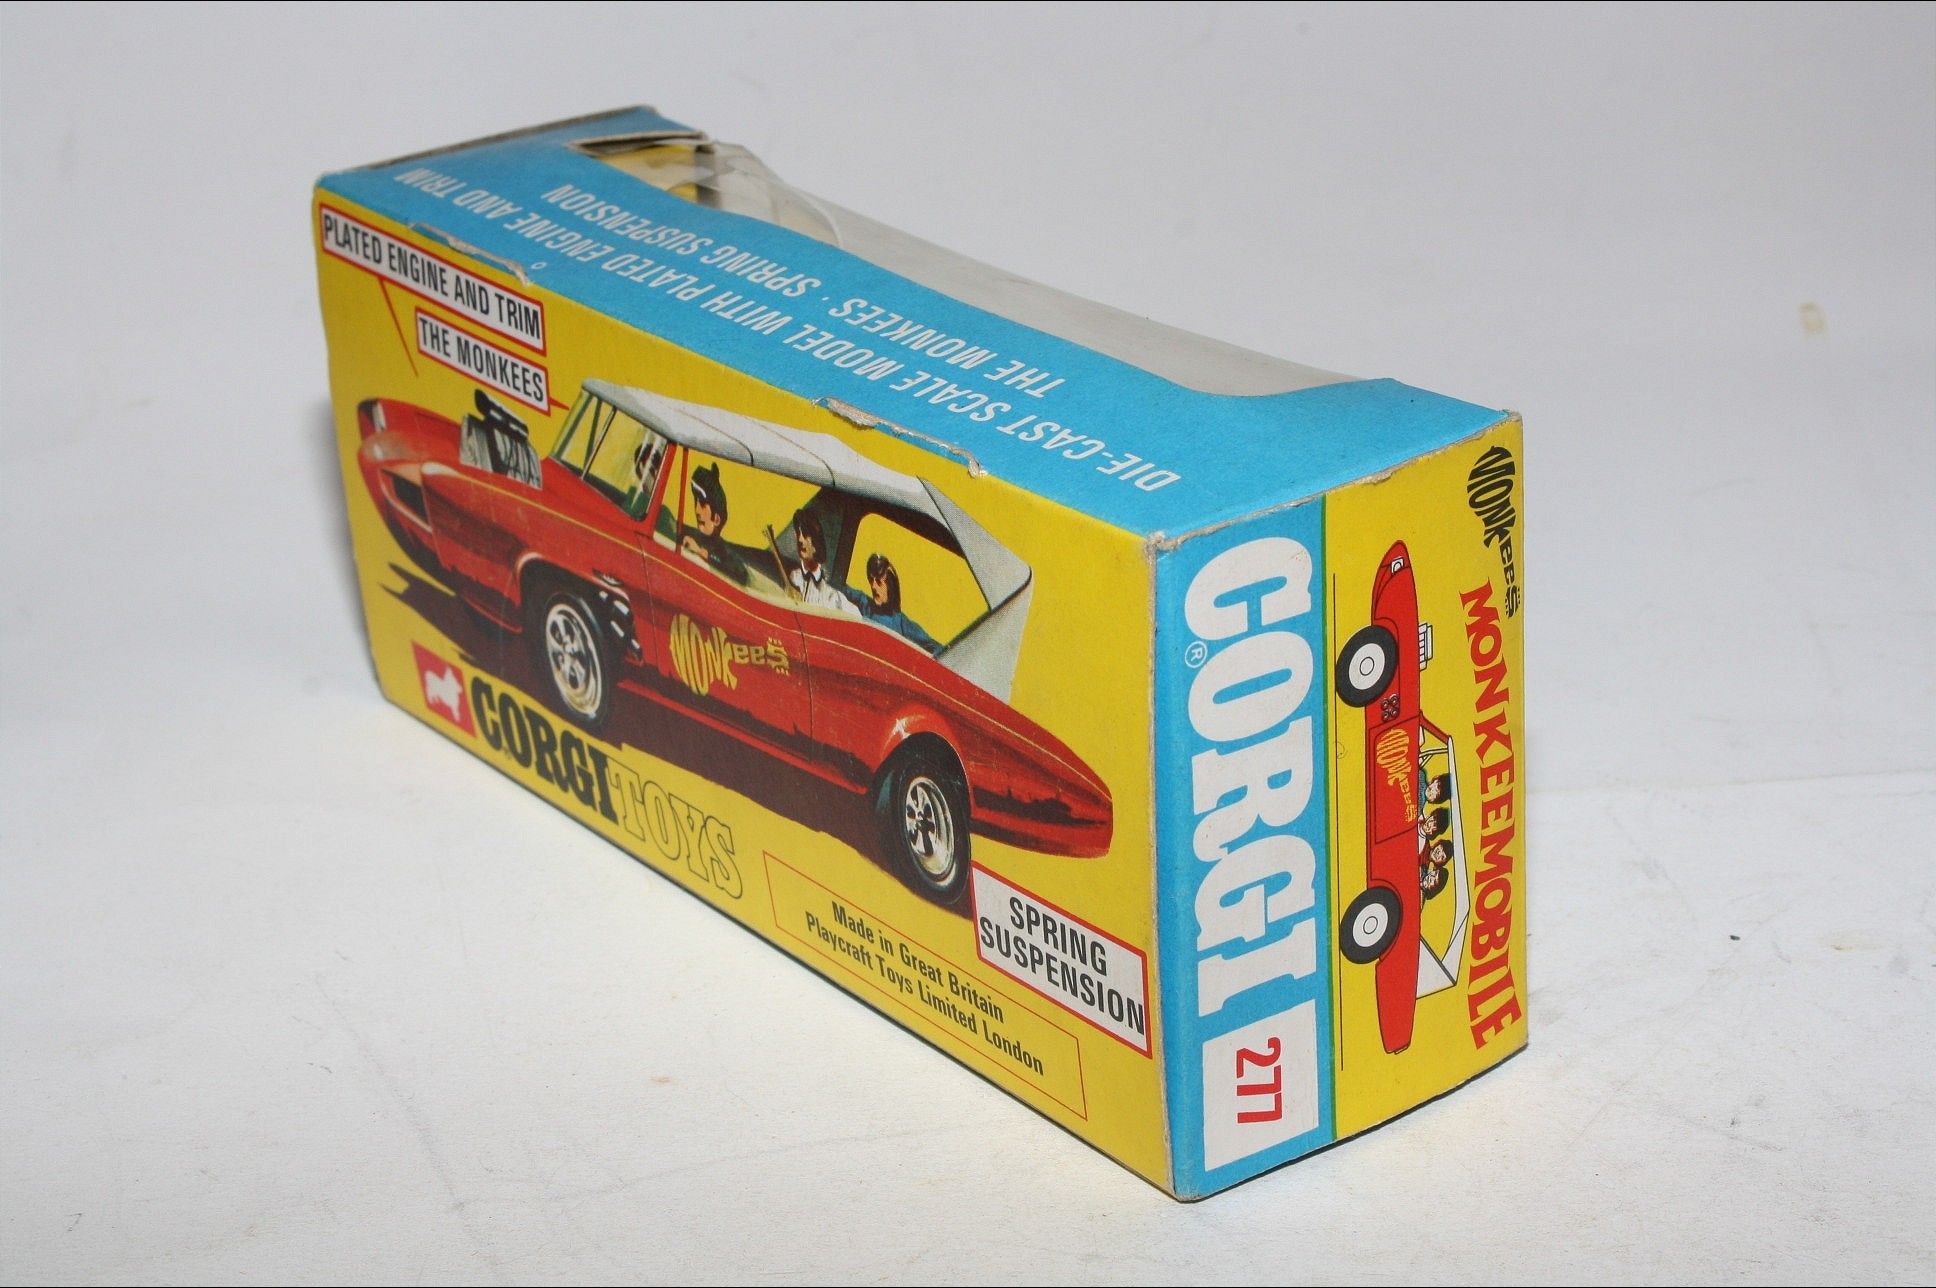 DIE-CAST SCALE MODEL WITH PLATED ENGINE AND TRIM
THE MONKEES · SPRING SUSPENSION
PLATED ENGINE AND TRIM
THE MONKEES
MONKEES
CORGI TOYS
SPRING
SUSPENSION
Made in Great Britain
Playcraft Toys Limited London
MONKEES
MONKEEMOBILE
MONKEES
CORGI®
277